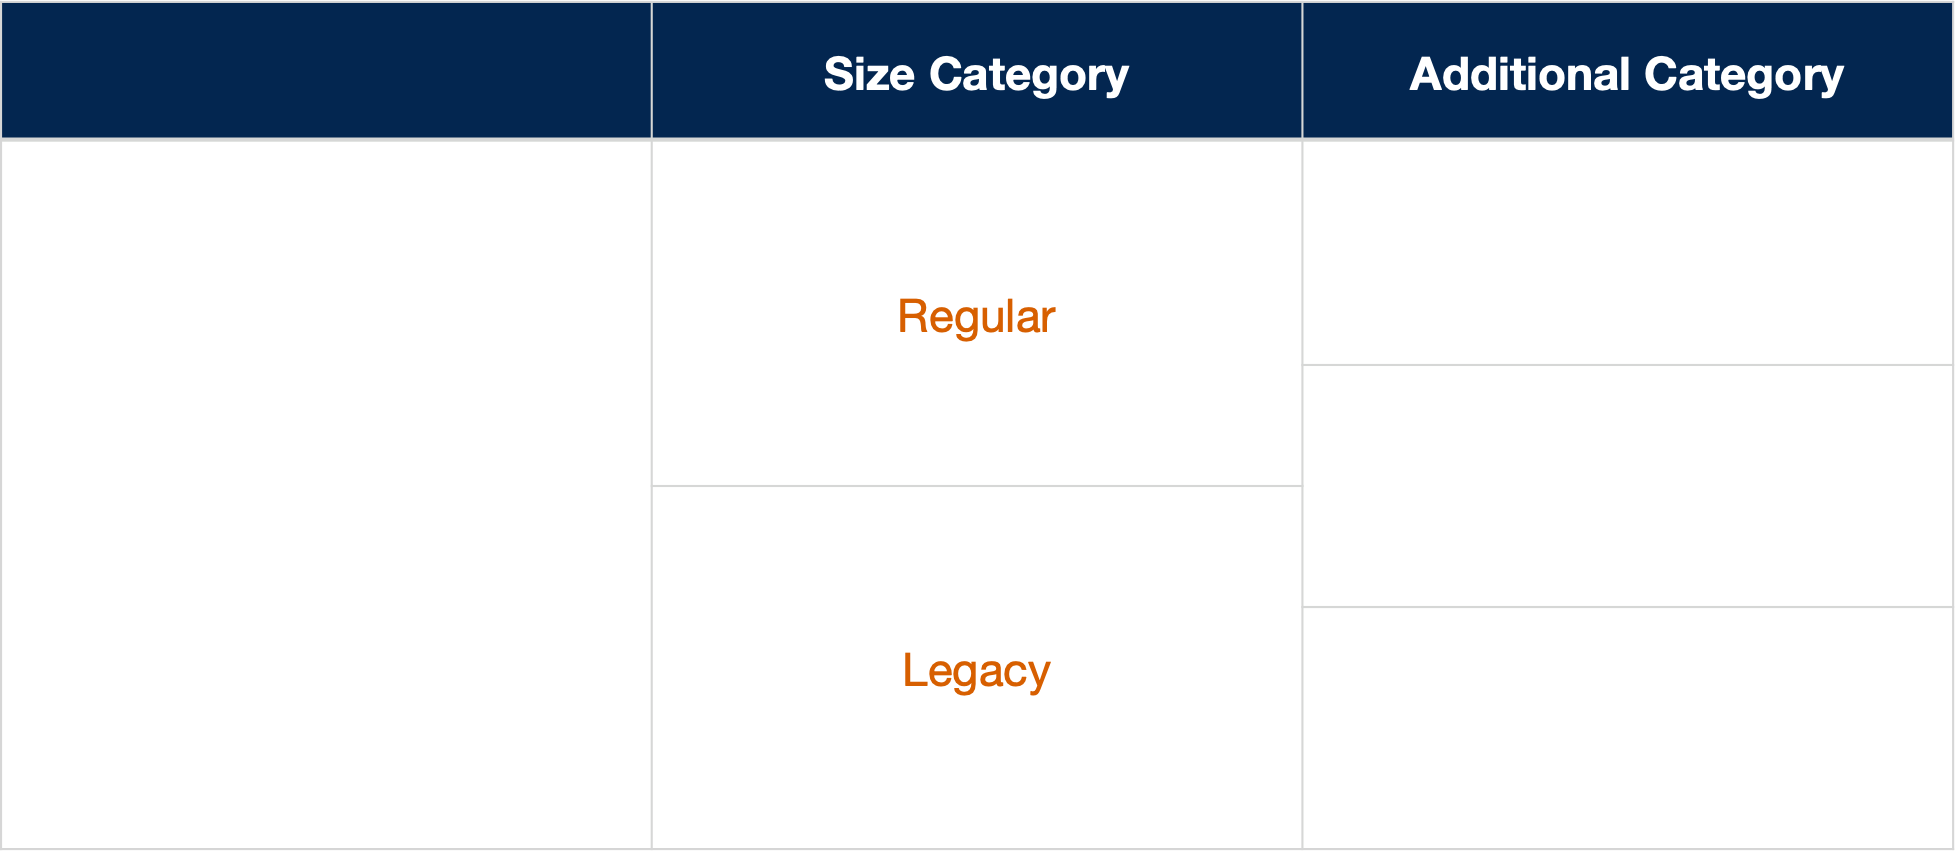 Size Category
Additional Category
Regular
Legacy